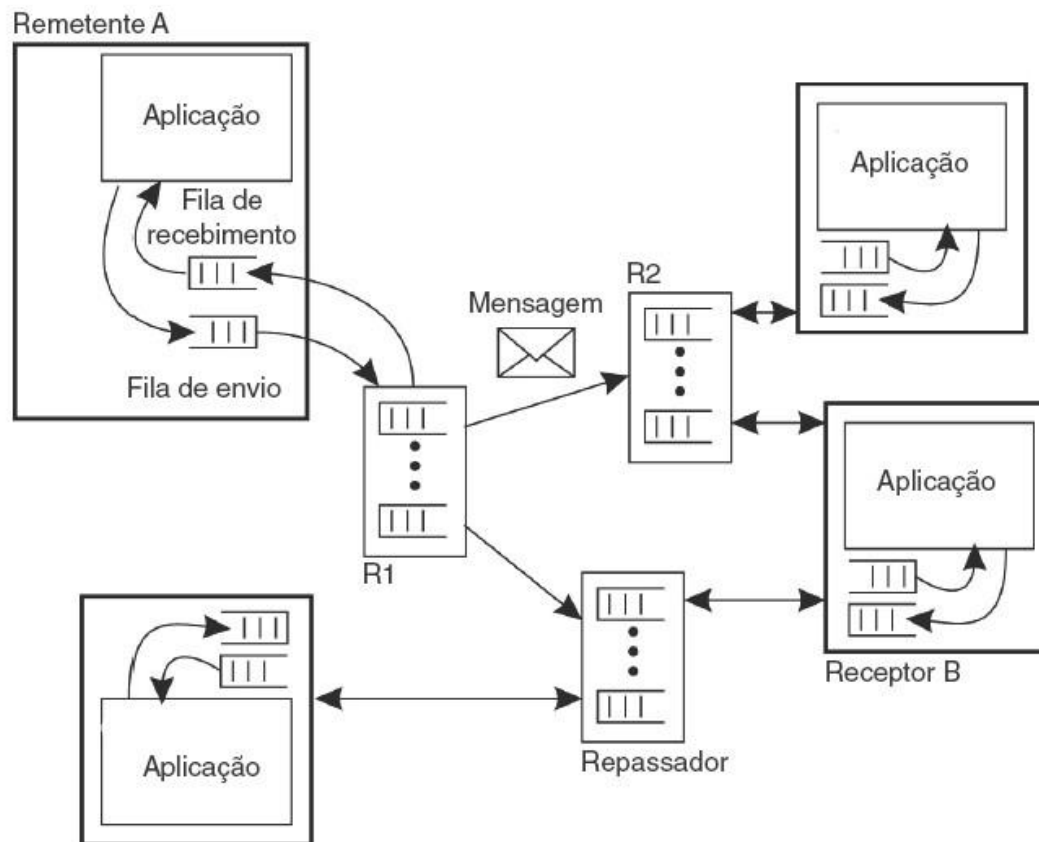 Remetente A
Aplicação
Fila de
recebimento
Fila de envio
R1
Mensagem
R2
Aplicação
Aplicação
Receptor B
Repassador
Aplicação